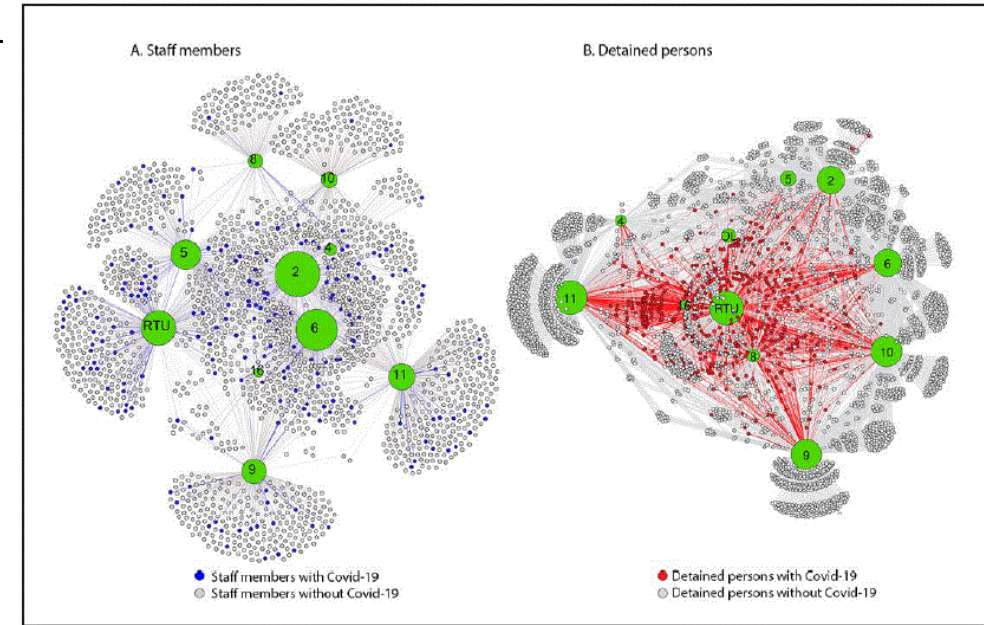 A. Staff members
8
10
5
4
2
RTU
6
16
11
9
Staff members with Covid-19
Staff members without Covid-19
B. Detained persons
5
2
4
DL
6
11
16
RTU
8
10
9
Detained persons with Covid-19
Detained persons without Covid-19